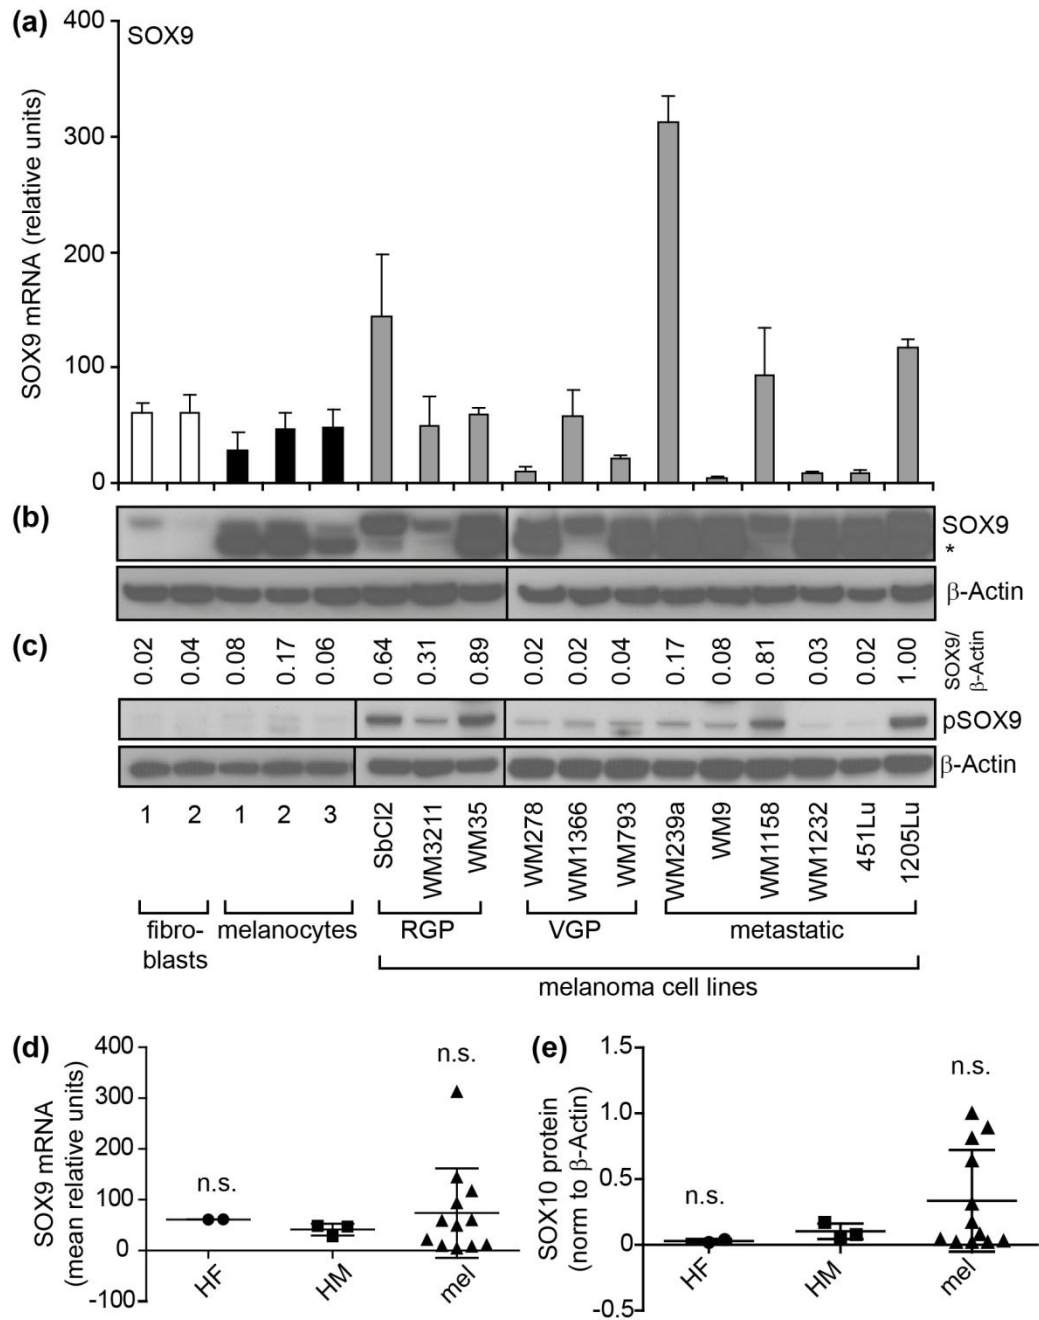 (a)
SOX9
SOX9 mRNA (relative units)
400
300
200
100
0
(b)
SOX9
*
β-Actin
(c)
0.02 0.04 0.08 0.17 0.06 0.64 0.31 0.89 0.02 0.02 0.04 0.17 0.08 0.81 0.03 0.02 1.00
SOX9/
β-Actin
pSOX9
β-Actin
1 2 1 2 3 SbCl2 WM3211 WM35 WM278 WM1366 WM793 WM239a WM9 WM1158 WM1232 451Lu 1205Lu
fibro-
blasts
melanocytes RGP VGP metastatic
melanoma cell lines
(d)
SOX9 mRNA
(mean relative units)
400
300
200
100
0
-100
n.s.
n.s.
HF HM mel
(e)
SOX10 protein
(norm to β-Actin)
1.5
1.0
0.5
0
-0.5
n.s.
n.s.
HF HM mel